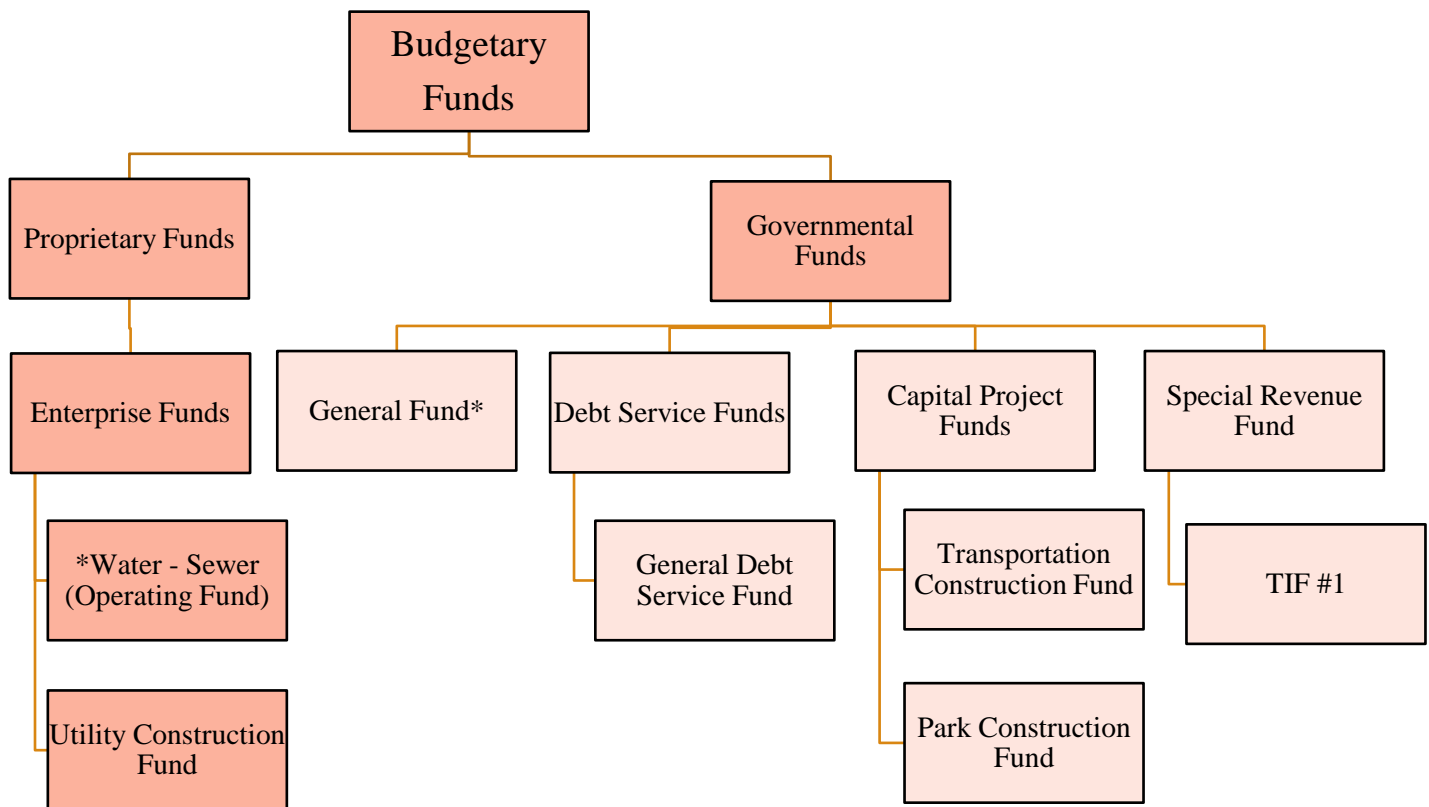 Budgetary
Funds
Proprietary Funds
Governmental
Funds
Enterprise Funds
General Fund*
Debt Service Funds
Capital Project
Funds
Special Revenue
Fund
*Water - Sewer
(Operating Fund)
General Debt
Service Fund
Transportation
Construction Fund
TIF #1
Utility Construction
Fund
Park Construction
Fund